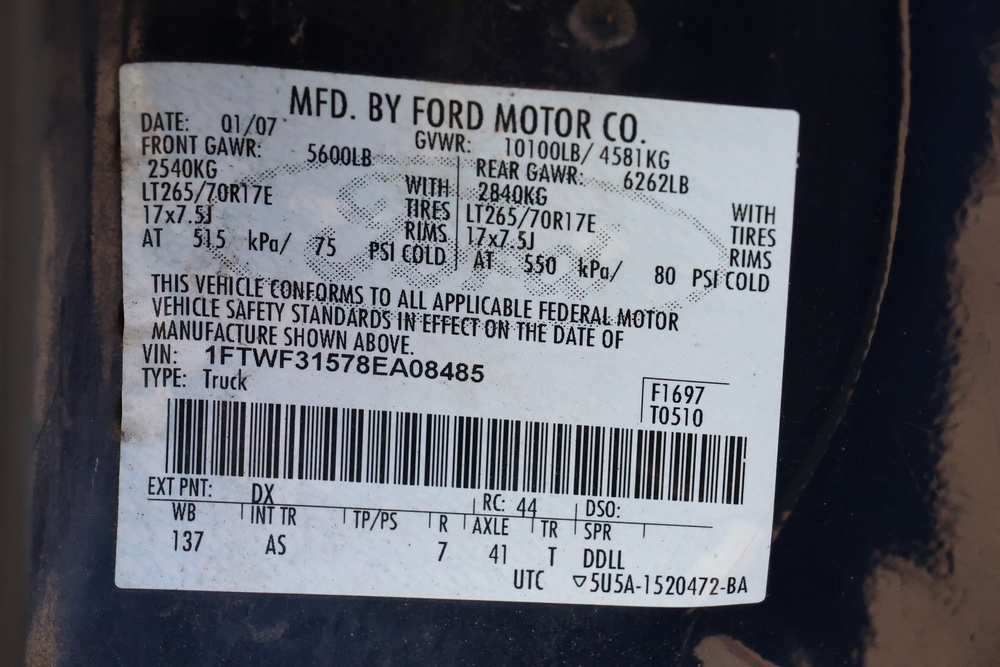 MFD. BY FORD MOTOR CO.
DATE: 01/07 GVWR: 10100LB/ 4581KG
FRONT GAWR: 5600LB REAR GAWR: 6262LB
2540KG WITH 2840KG WITH
LT265/70R17E TIRES LT265/70R17E TIRES
17x7.5J RIMS 17x7.5J RIMS
AT 515 kPa/ 75 PSI COLD AT 550 kPa/ 80 PSI COLD
THIS VEHICLE CONFORMS TO ALL APPLICABLE FEDERAL MOTOR
VEHICLE SAFETY STANDARDS IN EFFECT ON THE DATE OF
MANUFACTURE SHOWN ABOVE.
VIN: 1FTWF31578EA08485
TYPE: Truck
F1697
T0510
EXT PNT: DX RC: 44 DSO:
WB INT TR TP/PS R AXLE TR SPR
137 AS 7 41 T DDLL
UTC ▽5U5A-1520472-BA